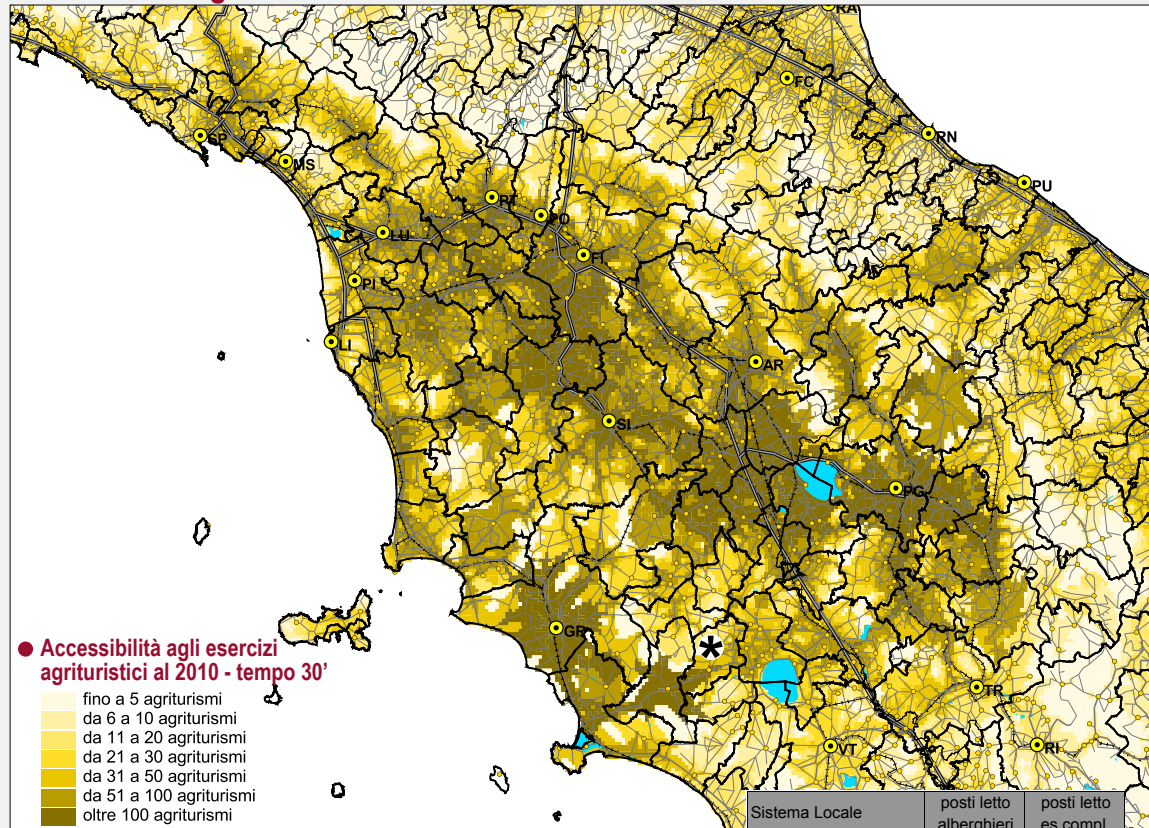 RA
FC
RN
PU
SP
MS
PT
PO
LU
FI
PI
LI
AR
SI
PG
GR
*
TR
VT
RI
● Accessibilità agli esercizi
agrituristici al 2010 - tempo 30'
fino a 5 agriturismi
da 6 a 10 agriturismi
da 11 a 20 agriturismi
da 21 a 30 agriturismi
da 31 a 50 agriturismi
da 51 a 100 agriturismi
oltre 100 agriturismi
Sistema Locale
posti letto
alberghieri
posti letto
es.compl.